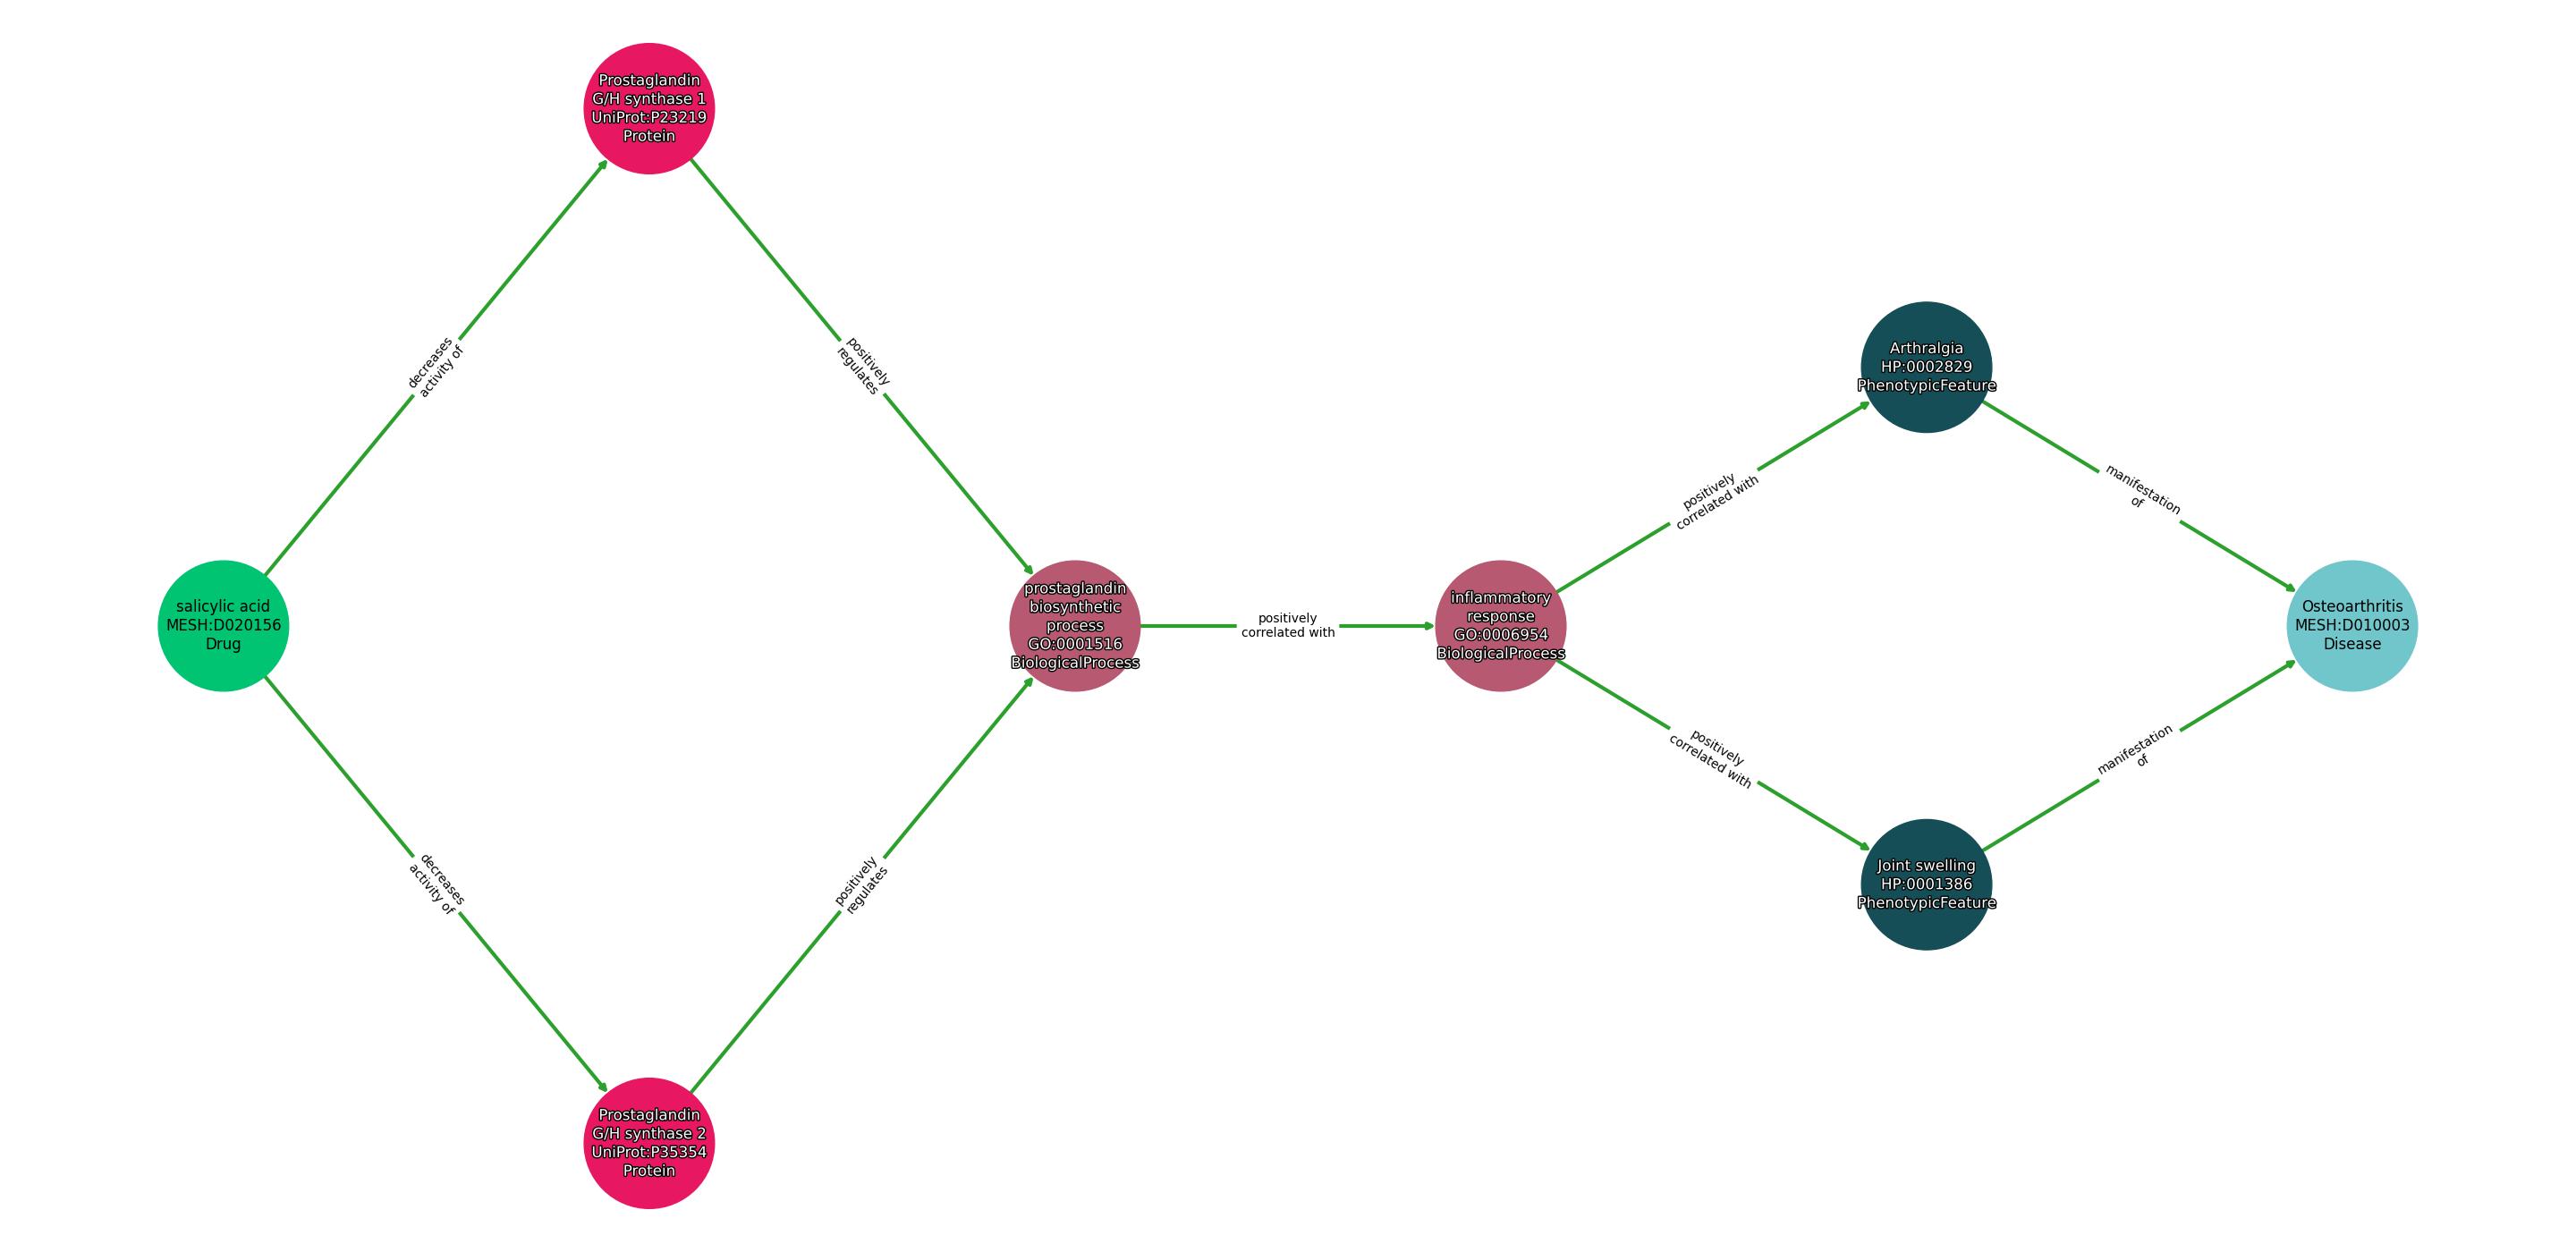 Prostaglandin
G/H synthase 1
UniProt:P23219
Protein
decreases
activity of
positively
regulates
salicylic acid
MESH:D020156
Drug
prostaglandin
biosynthetic
process
GO:0001516
BiologicalProcess
positively
correlated with
inflammatory
response
GO:0006954
BiologicalProcess
Arthralgia
HP:0002829
PhenotypicFeature
positively
correlated with
manifestation
of
Osteoarthritis
MESH:D010003
Disease
positively
correlated with
manifestation
of
Joint swelling
HP:0001386
PhenotypicFeature
decreases
activity of
positively
regulates
Prostaglandin
G/H synthase 2
UniProt:P35354
Protein